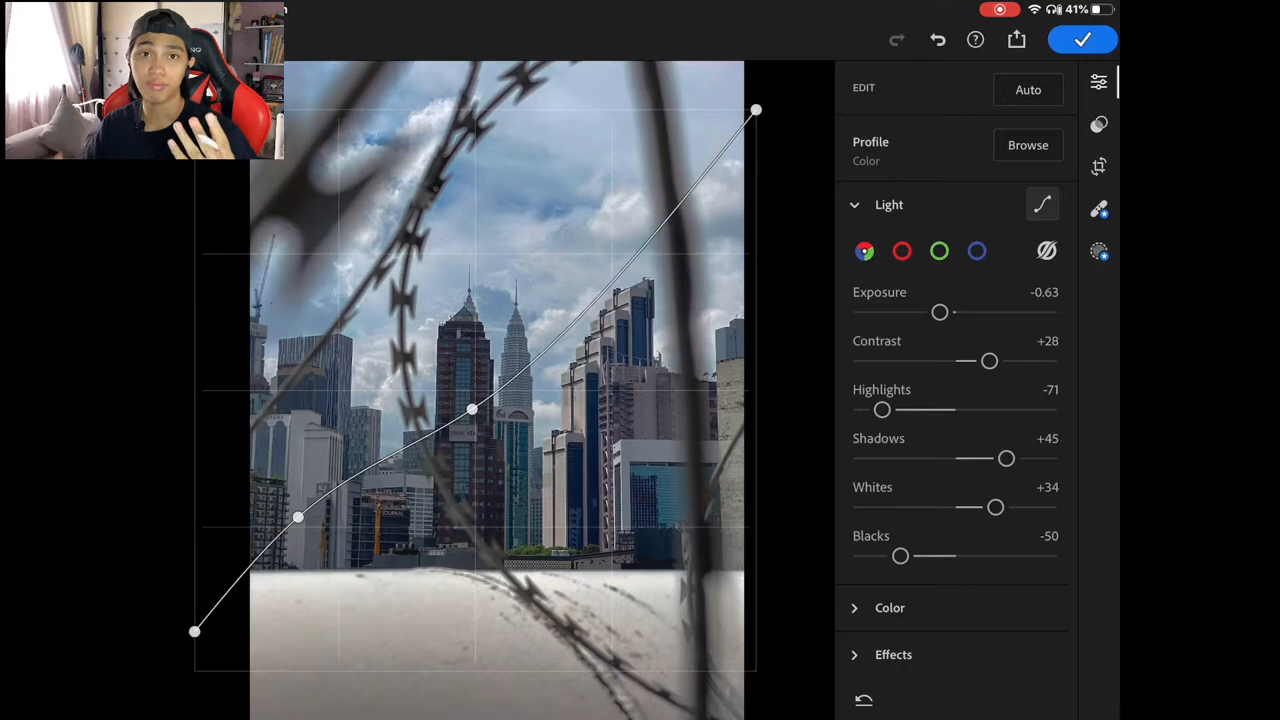 41%
EDIT
Auto
Profile
Color
Browse
Light
Exposure -0.63
Contrast +28
Highlights -71
Shadows +45
Whites +34
Blacks -50
Color
Effects